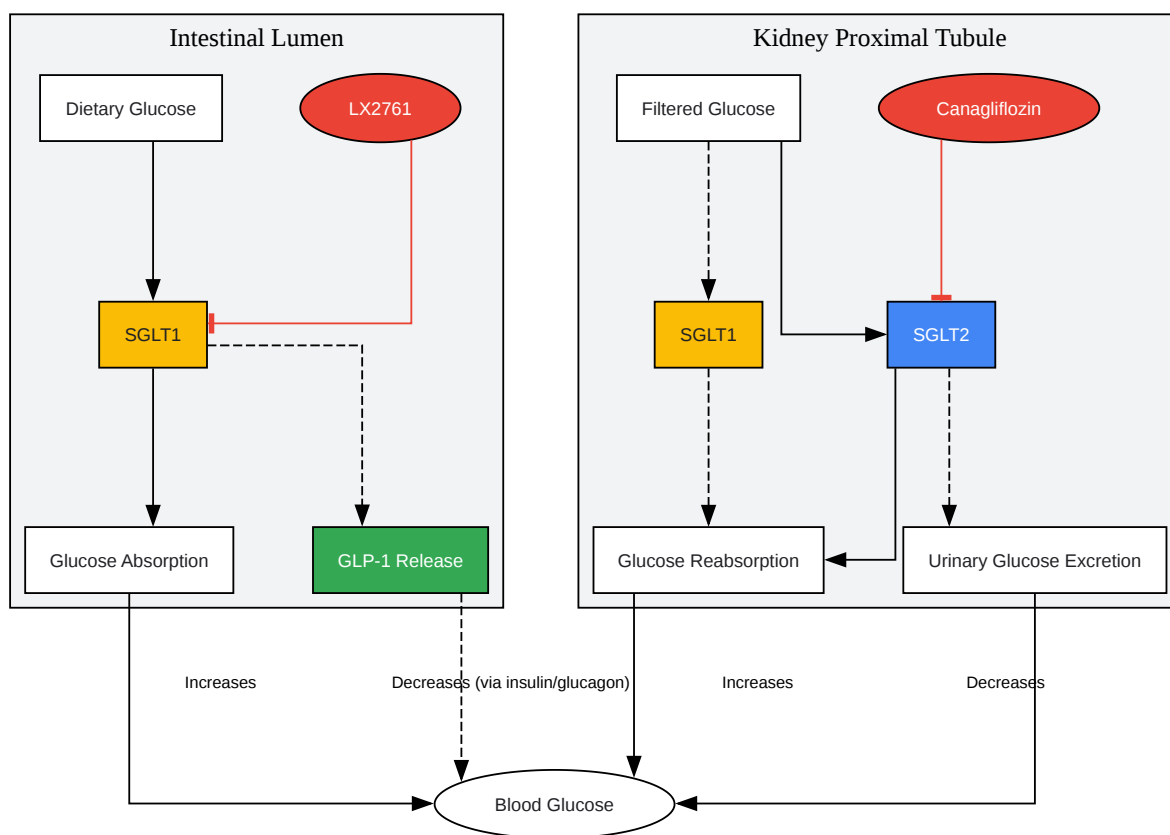 Intestinal Lumen
Kidney Proximal Tubule
Dietary Glucose
LX2761
Filtered Glucose
Canagliflozin
SGLT1
SGLT1
SGLT2
Glucose Absorption
GLP-1 Release
Glucose Reabsorption
Urinary Glucose Excretion
Increases
Decreases (via insulin/glucagon)
Increases
Decreases
Blood Glucose